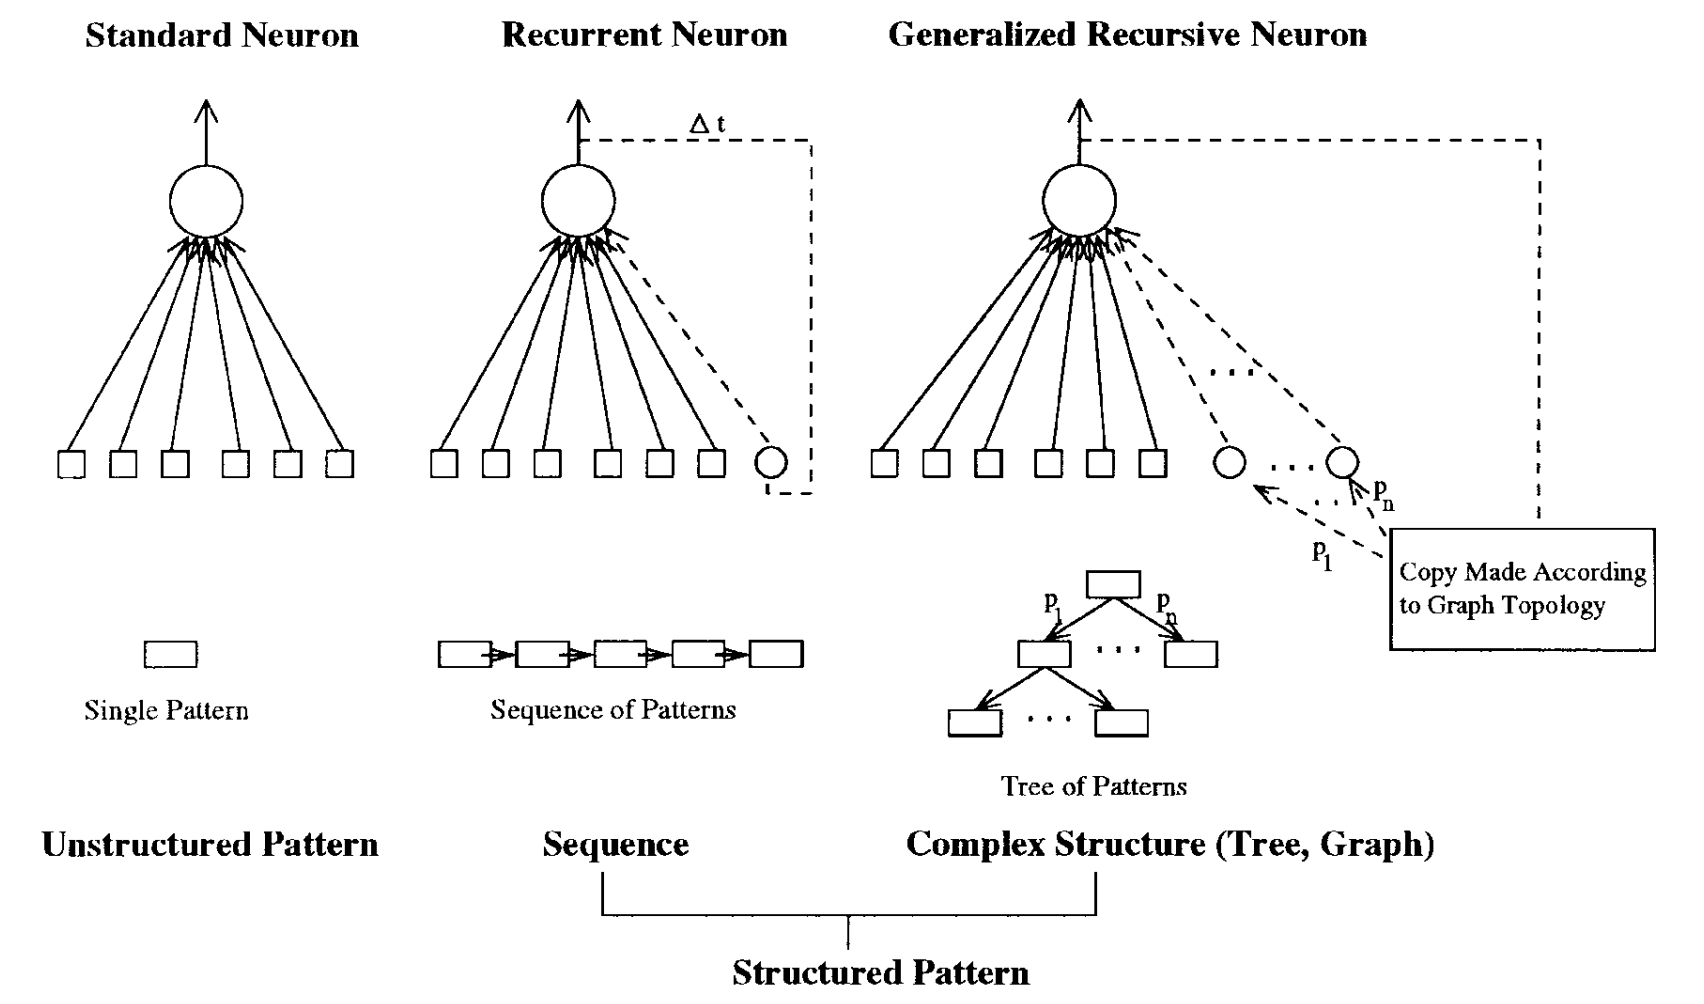 Standard Neuron
Recurrent Neuron
Generalized Recursive Neuron
Δ t
. . .
. . . .
. . .
p_n
p_1
Copy Made According
to Graph Topology
p_1
p_n
. . .
. . .
Single Pattern
Sequence of Patterns
Tree of Patterns
Unstructured Pattern
Sequence
Complex Structure (Tree, Graph)
Structured Pattern